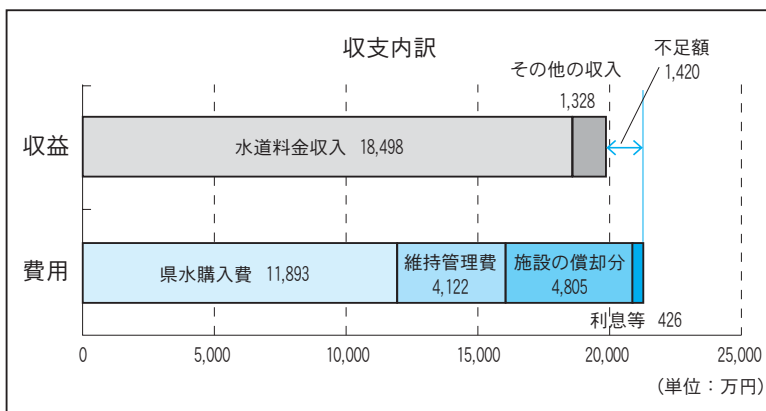 収支内訳
不足額
1,420
その他の収入
1,328
収益
水道料金収入 18,498
費用
県水購入費 11,893
維持管理費
4,122
施設の償却分
4,805
利息等 426
0 5,000 10,000 15,000 20,000 25,000
(単位：万円)